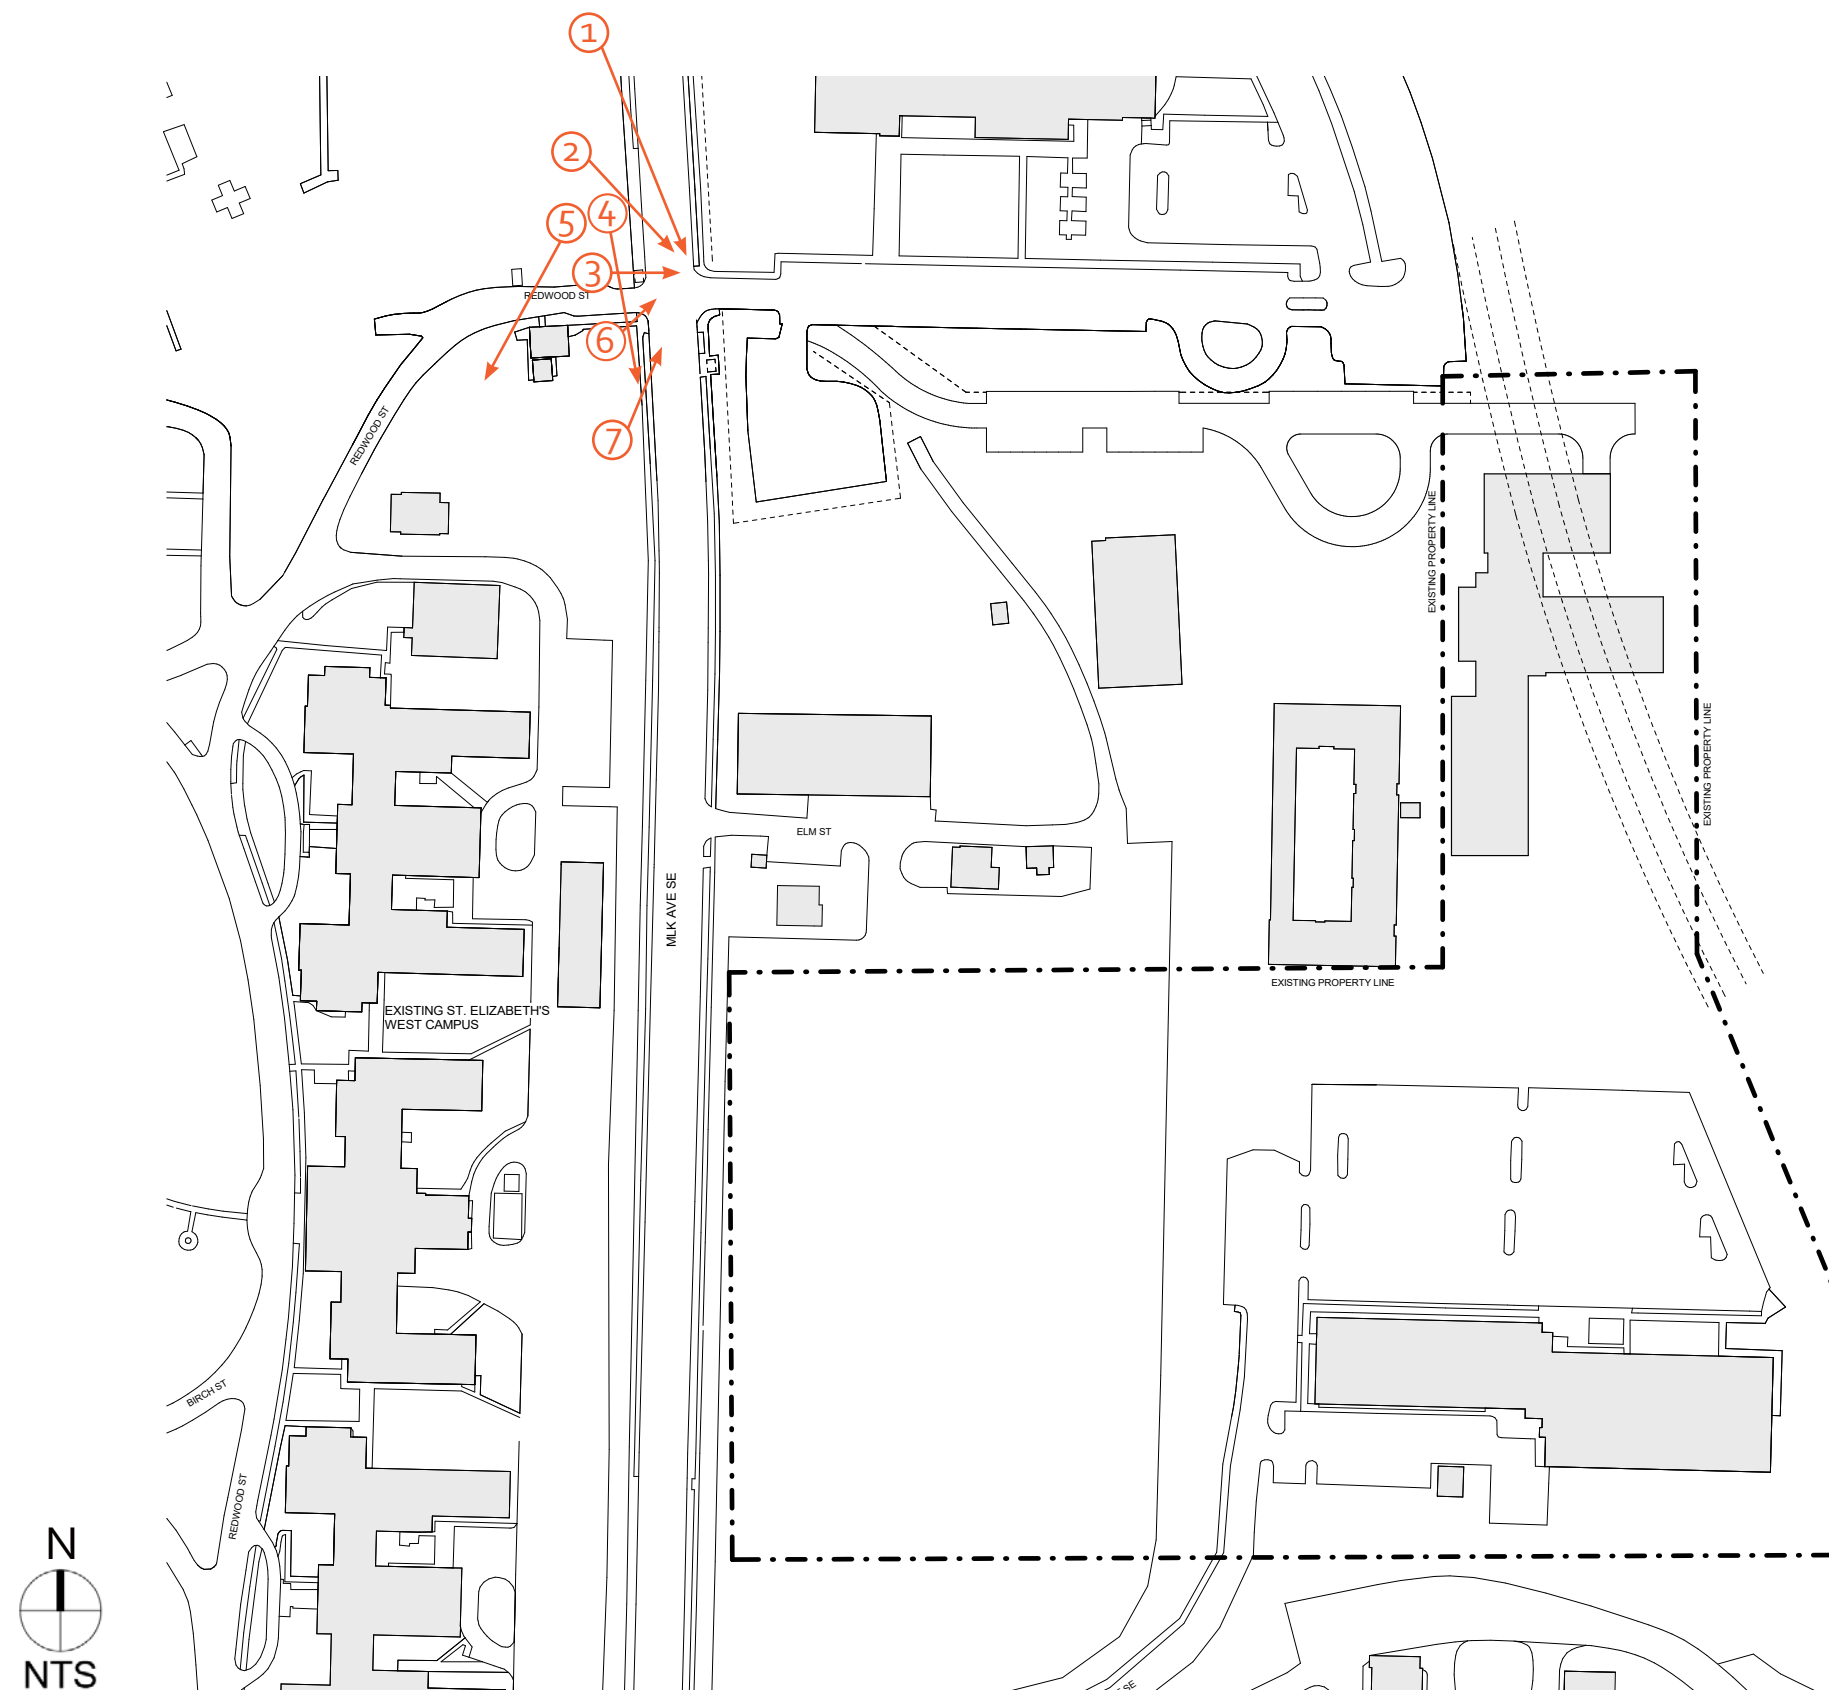 1
2
5
4
3
REDWOOD ST
6
7
REDWOOD ST
EXISTING PROPERTY LINE
EXISTING PROPERTY LINE
ELM ST
MLK AVE SE
EXISTING PROPERTY LINE
EXISTING ST. ELIZABETH'S
WEST CAMPUS
BIRCH ST
REDWOOD ST
N
NTS
SE